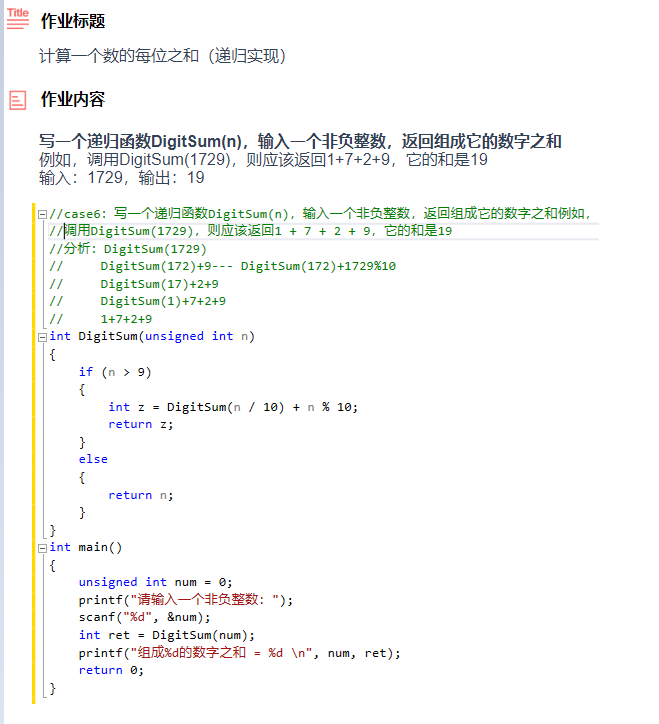 Title 作业标题
计算一个数的每位之和（递归实现）
作业内容
写一个递归函数DigitSum(n)，输入一个非负整数，返回组成它的数字之和
例如，调用DigitSum(1729)，则应该返回1+7+2+9，它的和是19
输入：1729，输出：19
//case6：写一个递归函数DigitSum(n)，输入一个非负整数，返回组成它的数字之和例如，
//调用DigitSum(1729)，则应该返回1 + 7 + 2 + 9，它的和是19
//分析：DigitSum(1729)
//     DigitSum(172)+9--- DigitSum(172)+1729%10
//     DigitSum(17)+2+9
//     DigitSum(1)+7+2+9
//     1+7+2+9
int DigitSum(unsigned int n)
{
    if (n > 9)
    {
        int z = DigitSum(n / 10) + n % 10;
        return z;
    }
    else
    {
        return n;
    }
}
int main()
{
    unsigned int num = 0;
    printf("请输入一个非负整数：");
    scanf("%d", &num);
    int ret = DigitSum(num);
    printf("组成%d的数字之和 = %d \n", num, ret);
    return 0;
}